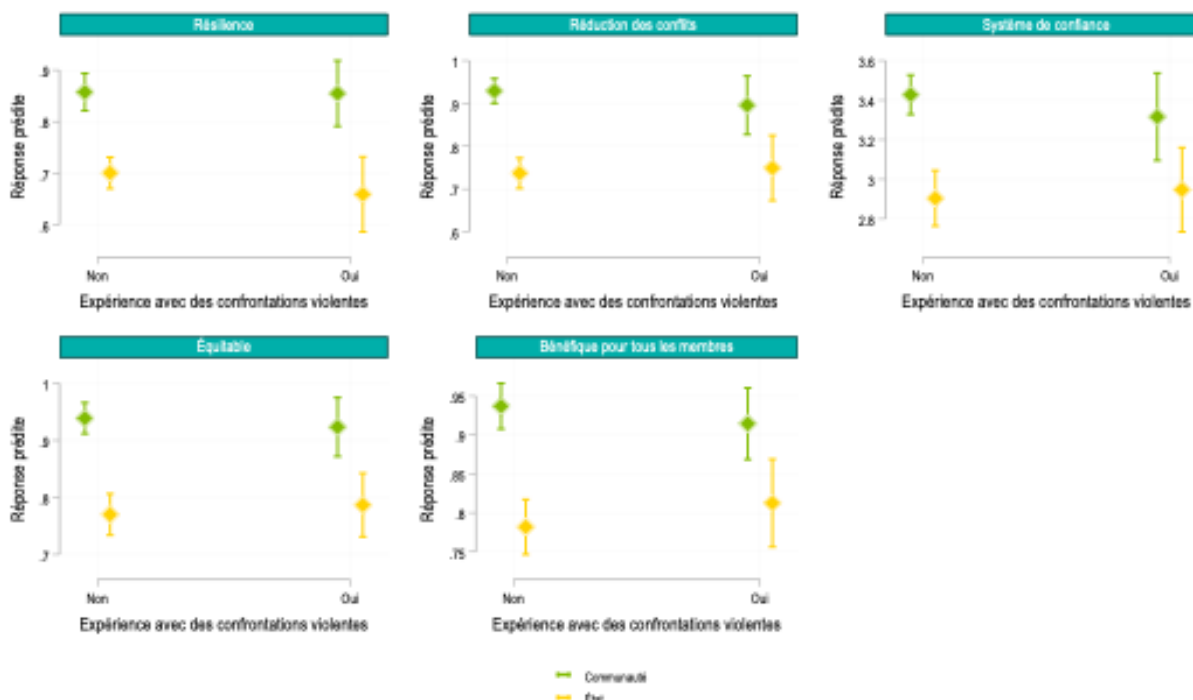 Résilience
.9
.8
.7
.6
Réponse prédite
Non
Oui
Expérience avec des confrontations violentes
Réduction des conflits
1
.9
.8
.7
.6
Réponse prédite
Non
Oui
Expérience avec des confrontations violentes
Système de confiance
3.6
3.4
3.2
3
2.8
Réponse prédite
Non
Oui
Expérience avec des confrontations violentes
Équitable
1
.9
.8
.7
Réponse prédite
Non
Oui
Expérience avec des confrontations violentes
Bénéfique pour tous les membres
.95
.9
.85
.8
.75
Réponse prédite
Non
Oui
Expérience avec des confrontations violentes
Communauté
État